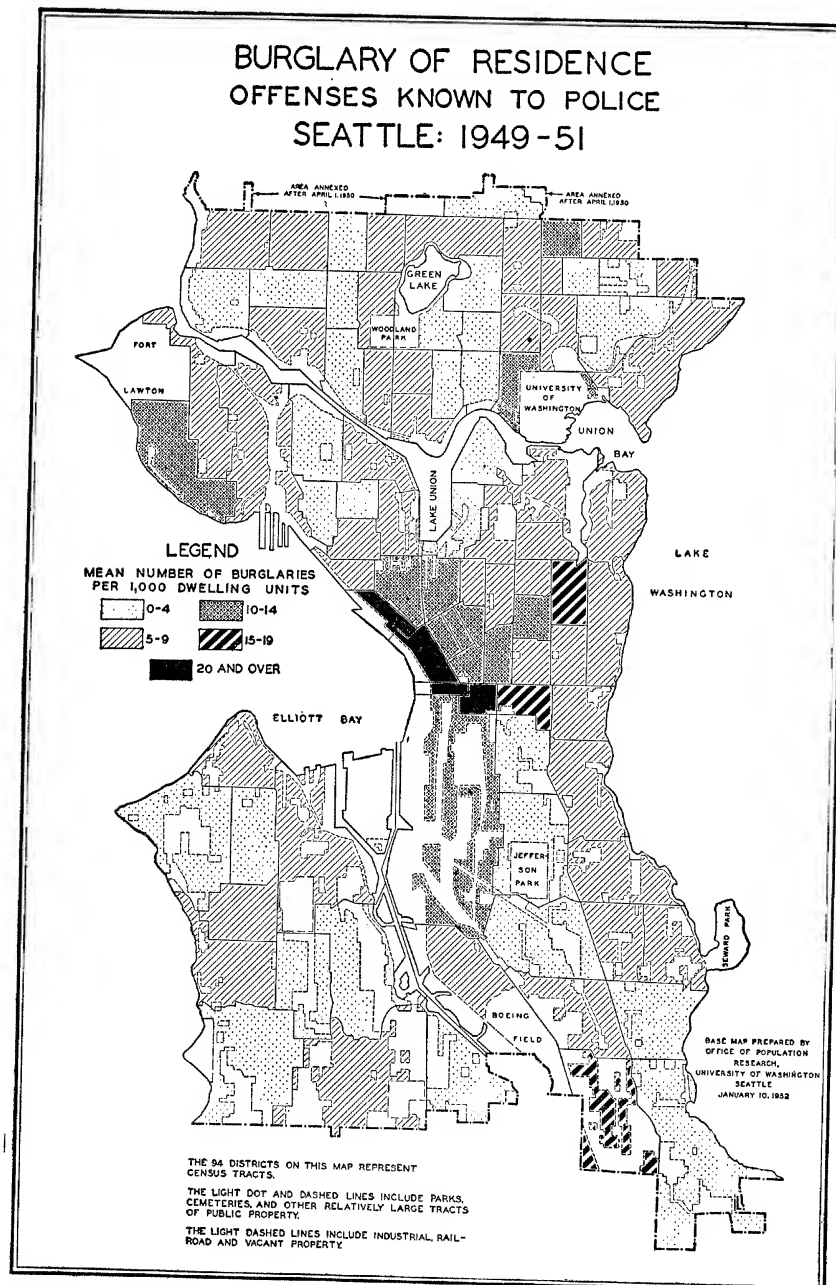 BURGLARY OF RESIDENCE
OFFENSES KNOWN TO POLICE
SEATTLE: 1949-51
AREA ANNEXED
AFTER APRIL 1, 1950
AREA ANNEXED
AFTER APRIL 1, 1950
GREEN
LAKE
WOODLAND
PARK
FORT
LAWTON
UNIVERSITY
OF
WASHINGTON
UNION
BAY
LAKE UNION
LAKE
WASHINGTON
LEGEND
MEAN NUMBER OF BURGLARIES
PER 1,000 DWELLING UNITS
0-4
10-14
5-9
15-19
20 AND OVER
ELLIOTT BAY
JEFFER-
SON
PARK
SEWARD PARK
BOEING
FIELD
BASE MAP PREPARED BY
OFFICE OF POPULATION
RESEARCH,
UNIVERSITY OF WASHINGTON
SEATTLE
JANUARY 10, 1952
THE 94 DISTRICTS ON THIS MAP REPRESENT
CENSUS TRACTS.
THE LIGHT DOT AND DASHED LINES INCLUDE PARKS,
CEMETERIES, AND OTHER RELATIVELY LARGE TRACTS
OF PUBLIC PROPERTY.
THE LIGHT DASHED LINES INCLUDE INDUSTRIAL, RAIL-
ROAD AND VACANT PROPERTY.